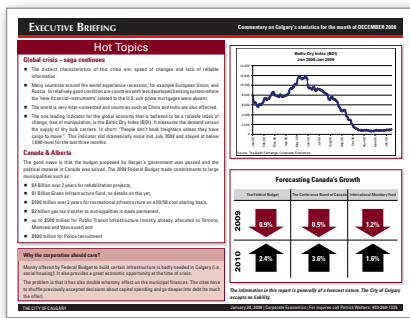 EXECUTIVE BRIEFING
Commentary on Calgary's statistics for the month of DECEMBER 2008
Hot Topics
Global crisis – saga continues
The distinct characteristics of this crisis are: speed of changes and lack of reliable
information.
Many countries around the world experience recession; for example European Union, and
Russia. In relatively good condition are countries with less developed banking system where
the 'new-financial-instruments' related to the U.S. sub-prime mortgages were absent.
The world is very inter-connected and countries such as China and India are also affected.
The one leading indicator for the global economy that is believed to be a reliable index of
change, free of manipulation, is the Baltic Dry Index (BDI). It measures the demand versus
the supply of dry bulk carriers. In short: "People don't book freighters unless they have
cargo to move." This indicator fell dramatically since mid July 2009 and stayed at below
1,000-level for the last three months.
Canada & Alberta
The good news is that the budget proposed by Harper's government was passed and the
political impasse in Canada was solved. The 2009 Federal Budget made commitments to large
municipalities such as:
$4 Billion over 2 years for rehabilitation projects,
$1 Billion Green Infrastructure Fund, no details on this yet,
$500 million over 2 years for recreational infrastructure on a 50/50 cost sharing basis,
$2 billion gas tax transfer to municipalities is made permanent,
up to $500 million for Public Transit Infrastructure (mostly already allocated to Toronto,
Montreal and Vancouver) and
$400 million for Police recruitment
Why the corporation should care?
Money offered by Federal Budget to build certain infrastructure is badly needed in Calgary (i.e.
social housing). It also provides a great economic opportunity at the time of crisis.
The problem is that it has also double whammy effect on the municipal finances. The cities have
to shuffle previously accepted decisions about capital spending and go deeper into debt (to match
the offer).
THE CITY OF CALGARY
Baltic Dry Index (BDI)
Jan 2008-Jan 2009
Source: The Baltic Exchange, Corporate Economics
Forecasting Canada's Growth
The Federal Budget
The Conference Board of Canada
International Monetary Fund
2009
0.9%
0.5%
1.2%
2010
2.4%
3.6%
1.6%
The information in this report is generally of a forecast nature. The City of Calgary
accepts no liability.
January 29, 2009 | Corporate Economics | For inquiries call Patrick Walters: 403-268-1335